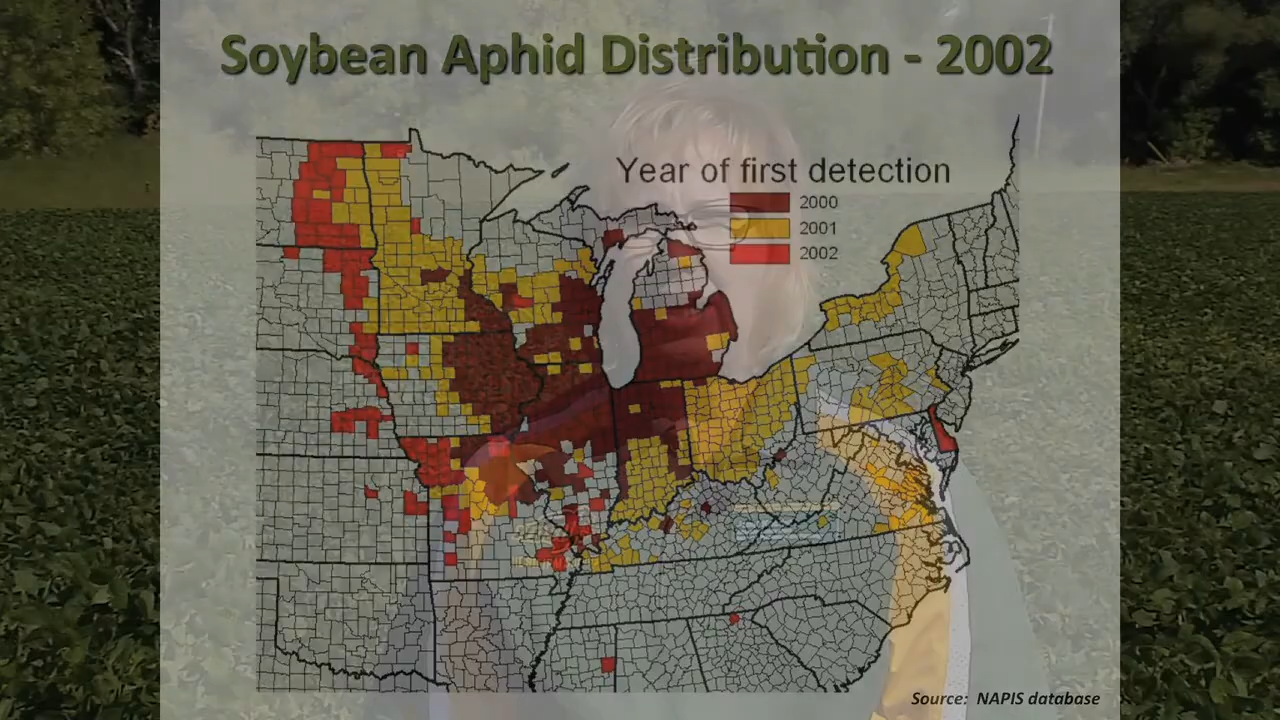 Soybean Aphid Distribution - 2002
Year of first detection
2000
2001
2002
Source: NAPIS database